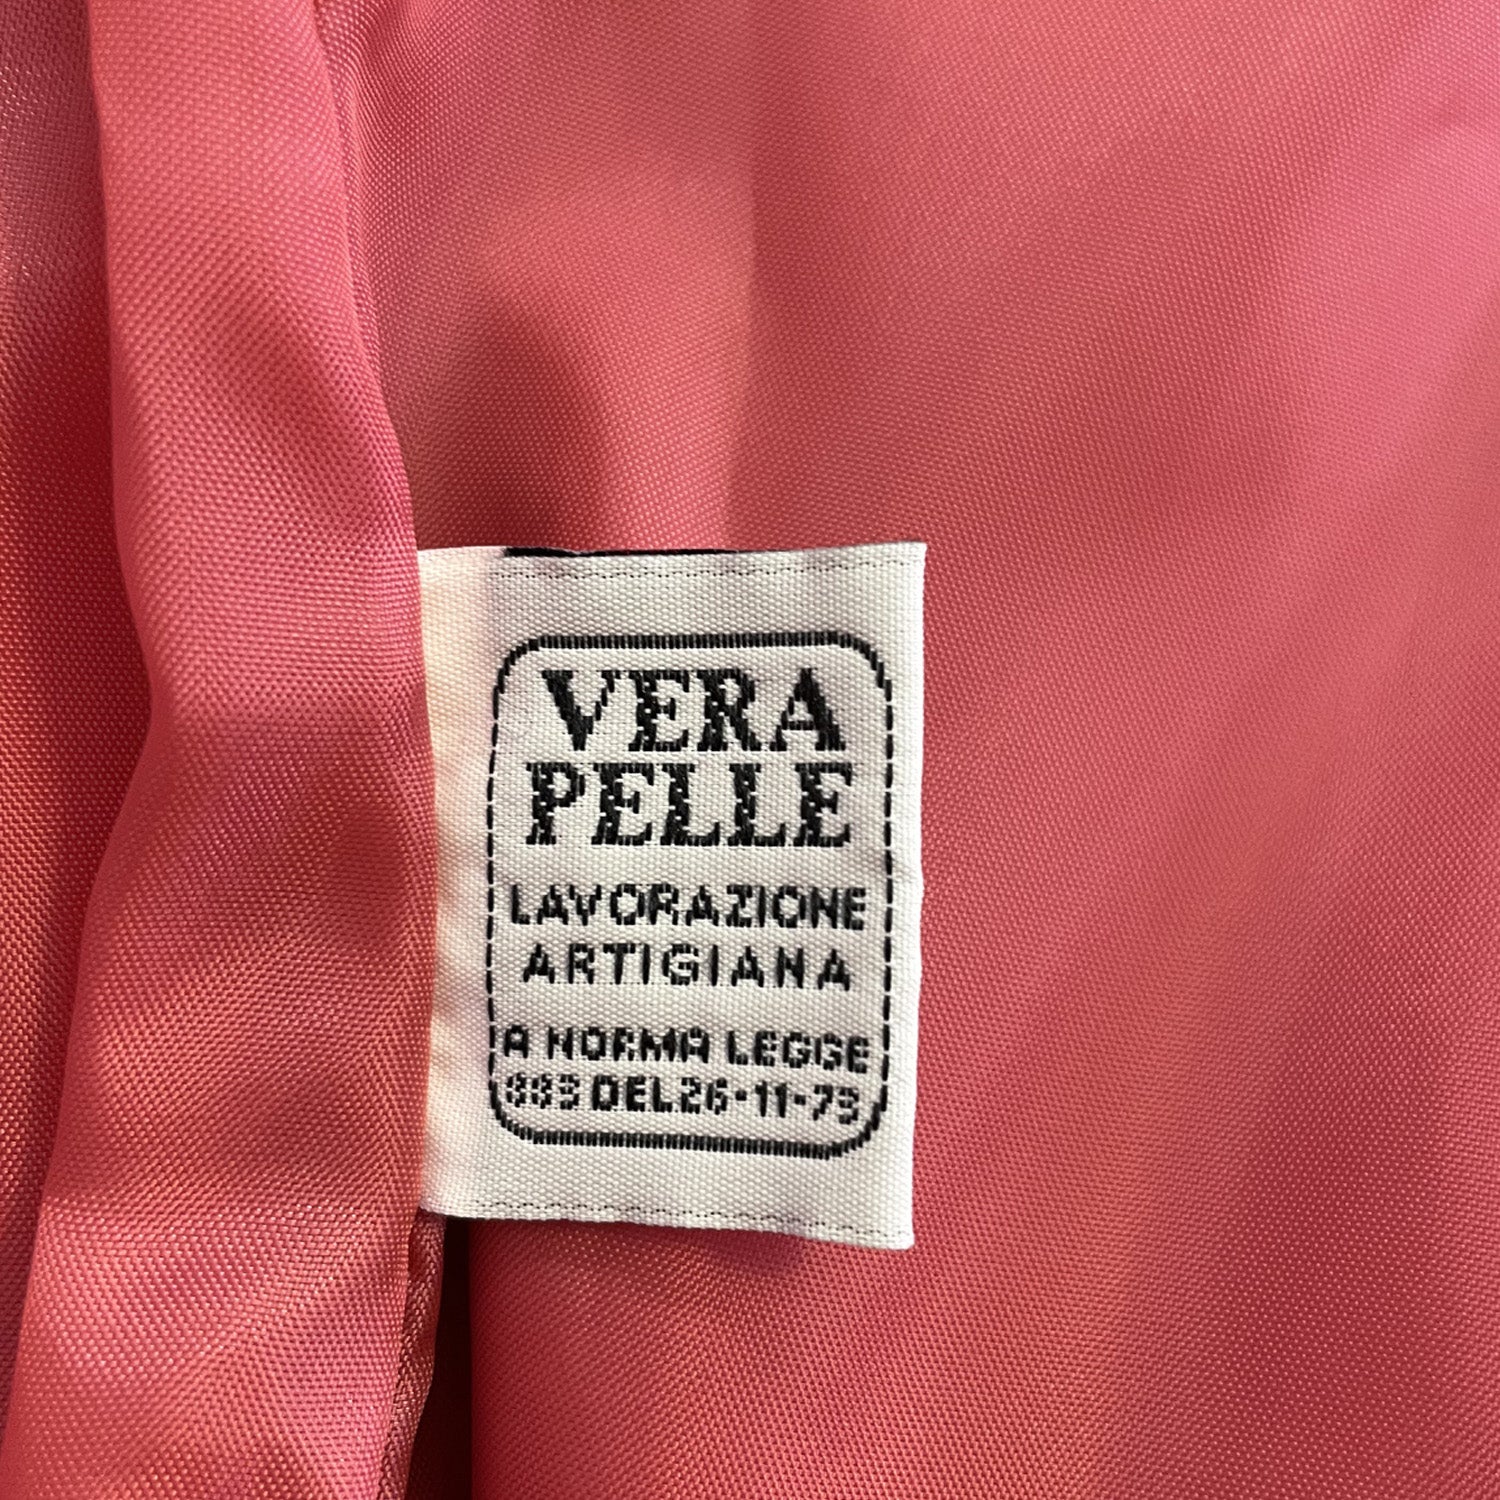 VERA
PELLE
LAVORAZIONE
ARTIGIANA
A NORMA LEGGE
883 DEL 26-11-73